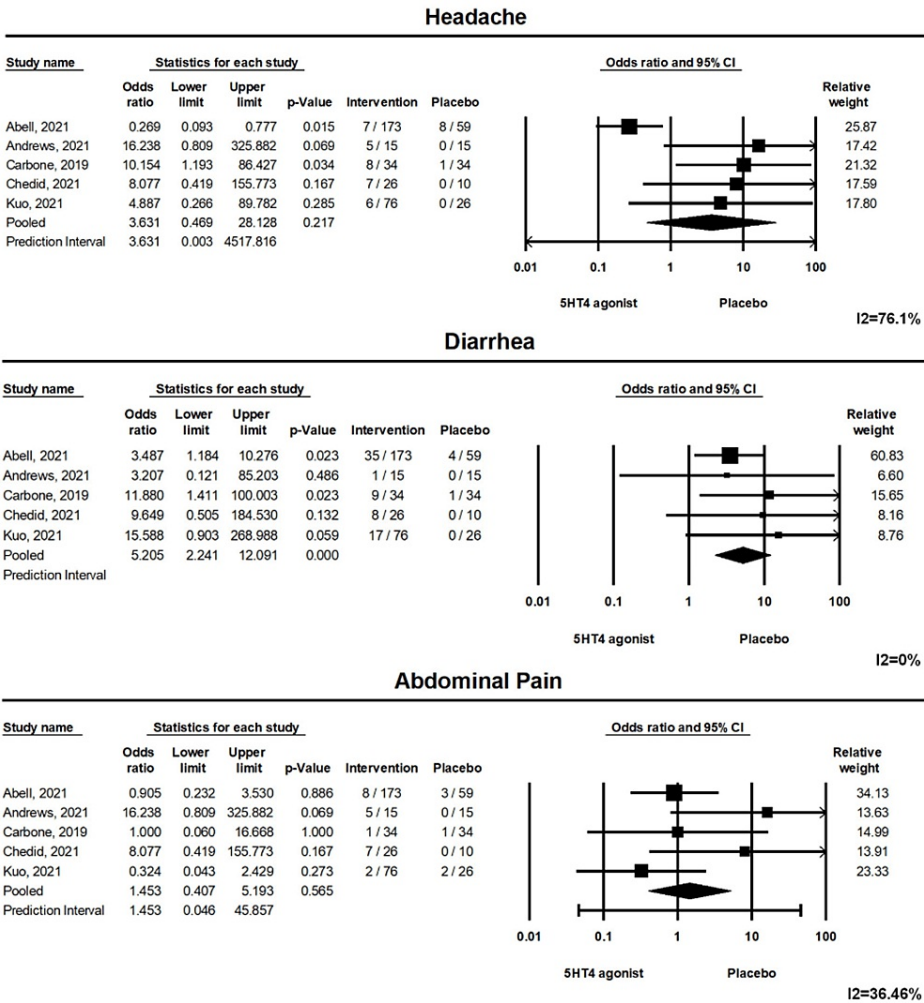 Headache
Study name Statistics for each study Odds ratio and 95% CI
Odds Lower Upper Relative
ratio limit limit p-Value Intervention Placebo weight
Abell, 2021 0.269 0.093 0.777 0.015 7 / 173 8 / 59 25.87
Andrews, 2021 16.238 0.809 325.882 0.069 5 / 15 0 / 15 17.42
Carbone, 2019 10.154 1.193 86.427 0.034 8 / 34 1 / 34 21.32
Chedid, 2021 8.077 0.419 155.773 0.167 7 / 26 0 / 10 17.59
Kuo, 2021 4.887 0.266 89.782 0.285 6 / 76 0 / 26 17.80
Pooled 3.631 0.469 28.128 0.217
Prediction Interval 3.631 0.003 4517.816
0.01 0.1 1 10 100
5HT4 agonist Placebo
I2=76.1%
Diarrhea
Study name Statistics for each study Odds ratio and 95% CI
Odds Lower Upper Relative
ratio limit limit p-Value Intervention Placebo weight
Abell, 2021 3.487 1.184 10.276 0.023 35 / 173 4 / 59 60.83
Andrews, 2021 3.207 0.121 85.203 0.486 1 / 15 0 / 15 6.60
Carbone, 2019 11.880 1.411 100.003 0.023 9 / 34 1 / 34 15.65
Chedid, 2021 9.649 0.505 184.530 0.132 8 / 26 0 / 10 8.16
Kuo, 2021 15.588 0.903 268.988 0.059 17 / 76 0 / 26 8.76
Pooled 5.205 2.241 12.091 0.000
Prediction Interval
0.01 0.1 1 10 100
5HT4 agonist Placebo
I2=0%
Abdominal Pain
Study name Statistics for each study Odds ratio and 95% CI
Odds Lower Upper Relative
ratio limit limit p-Value Intervention Placebo weight
Abell, 2021 0.905 0.232 3.530 0.886 8 / 173 3 / 59 34.13
Andrews, 2021 16.238 0.809 325.882 0.069 5 / 15 0 / 15 13.63
Carbone, 2019 1.000 0.060 16.668 1.000 1 / 34 1 / 34 14.99
Chedid, 2021 8.077 0.419 155.773 0.167 7 / 26 0 / 10 13.91
Kuo, 2021 0.324 0.043 2.429 0.273 2 / 76 2 / 26 23.33
Pooled 1.453 0.407 5.193 0.565
Prediction Interval 1.453 0.046 45.857
0.01 0.1 1 10 100
5HT4 agonist Placebo
I2=36.46%